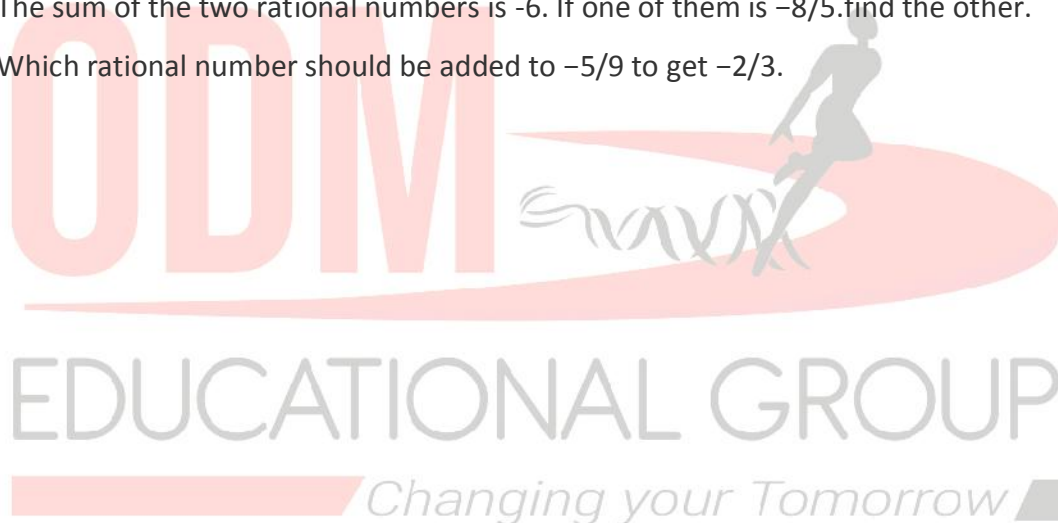 The sum of the two rational numbers is -6. If one of them is −8/5.find the other.
Which rational number should be added to −5/9 to get −2/3.
ODM
EDUCATIONAL GROUP
Changing your Tomorrow